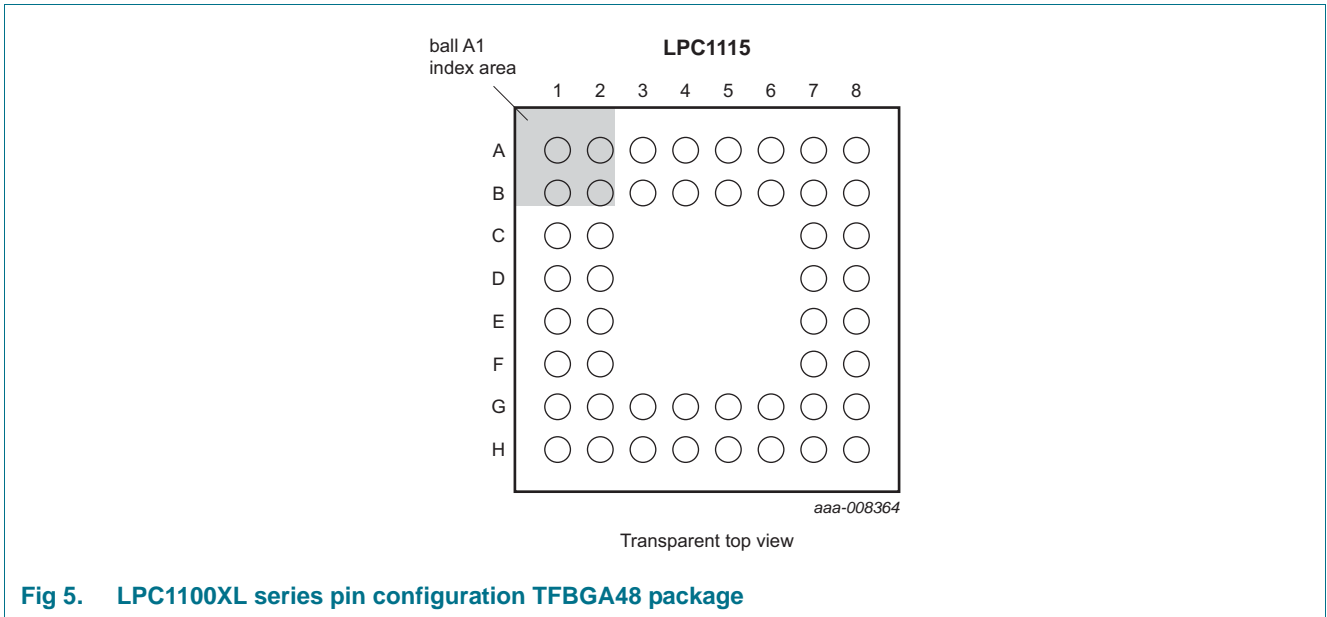 ball A1
index area
LPC1115
1 2 3 4 5 6 7 8
A
B
C
D
E
F
G
H
aaa-008364
Transparent top view
Fig 5. LPC1100XL series pin configuration TFBGA48 package